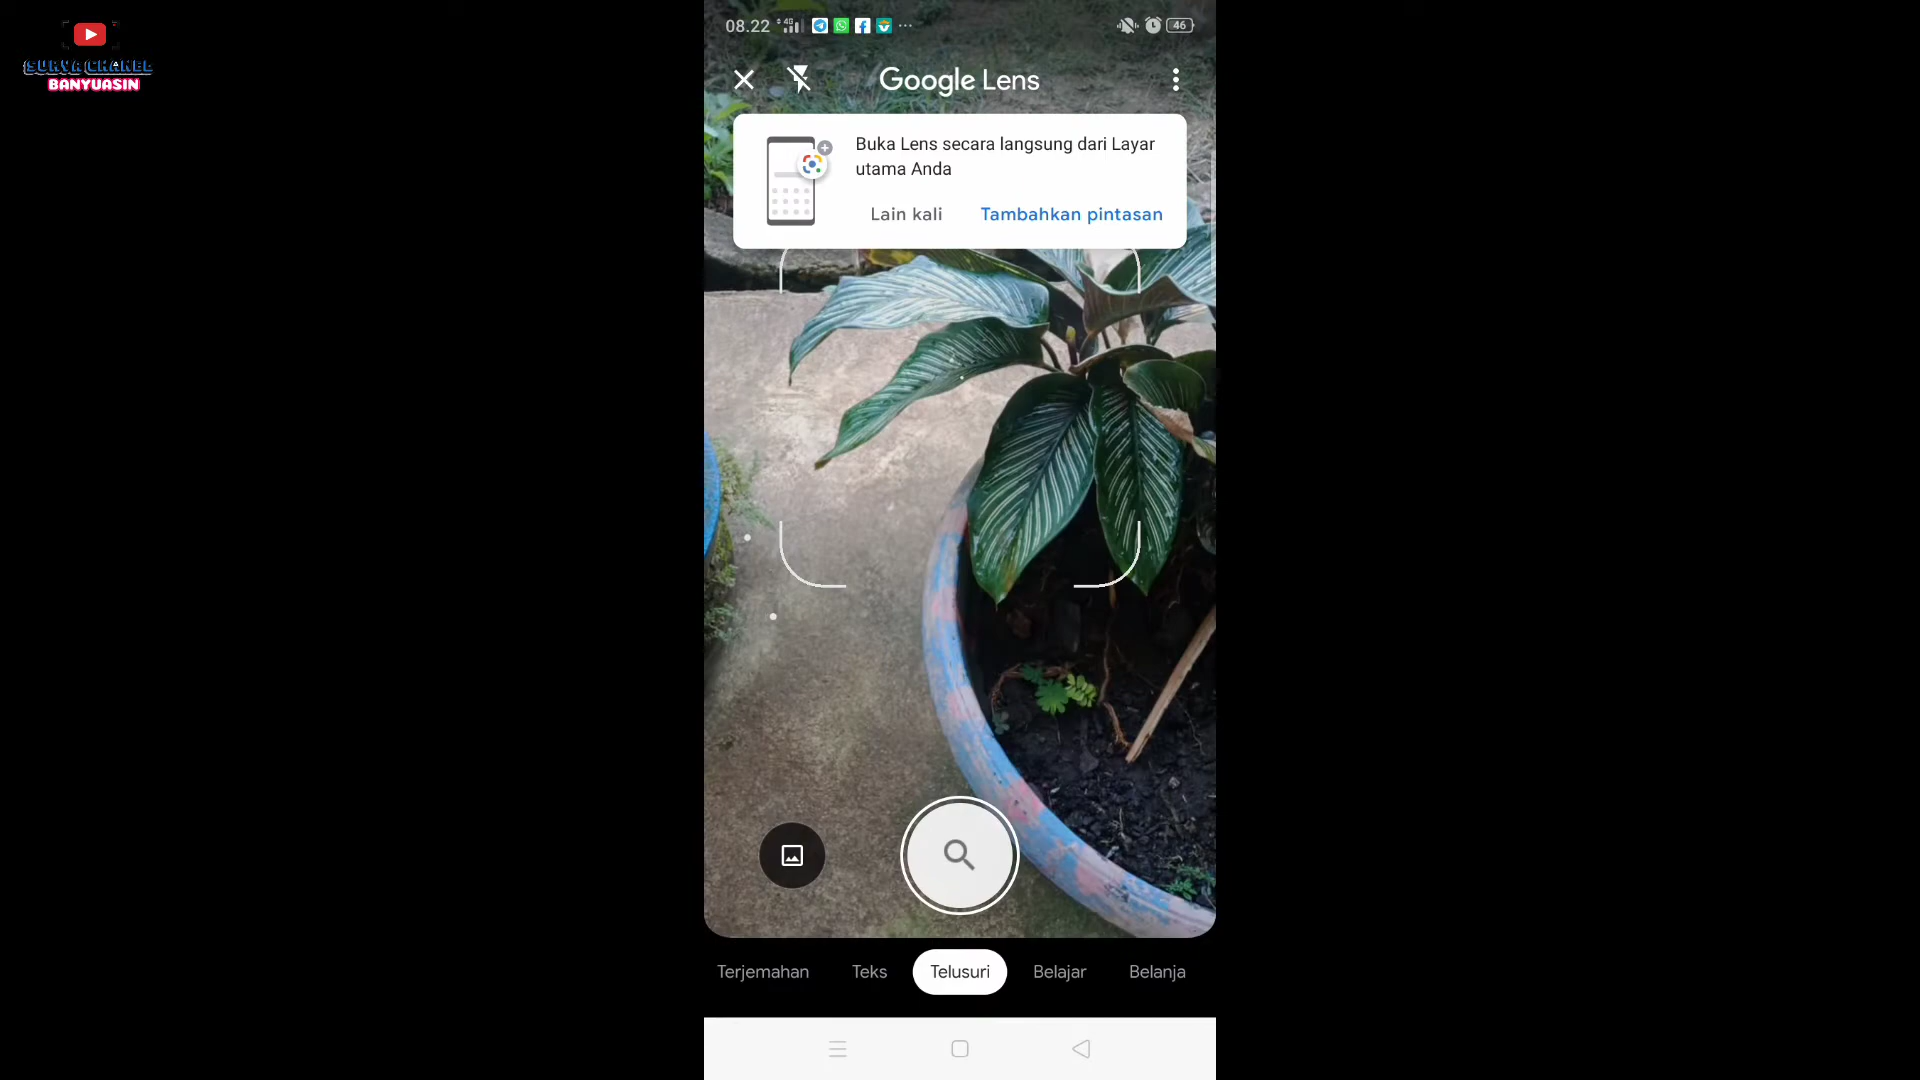 SURYA CHANEL
BANYUASIN
08.22
4G
46
Google Lens
Buka Lens secara langsung dari Layar
utama Anda
Lain kali
Tambahkan pintasan
Terjemahan
Teks
Telusuri
Belajar
Belanja